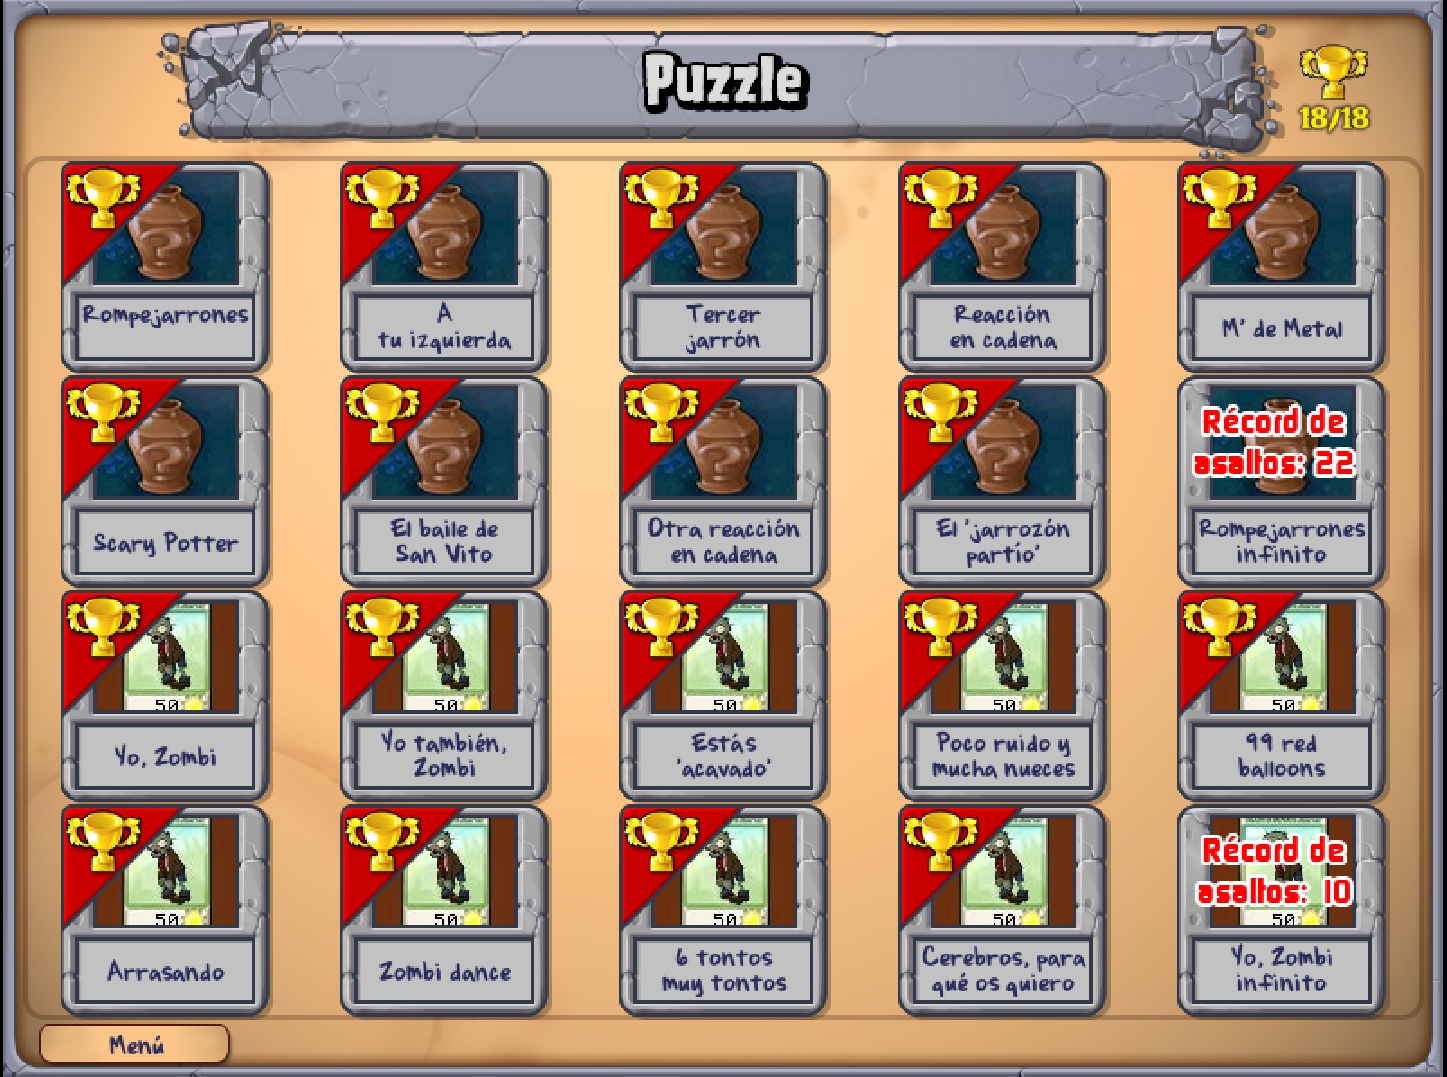 Puzzle
18/18
Rompejarrones
A
tu izquierda
Tercer
jarrón
Reacción
en cadena
M' de Metal
Scary Potter
El baile de
San Vito
Otra reacción
en cadena
El 'jarrozón
partío'
Récord de
asaltos: 22
Rompejarrones
infinito
50
Yo, Zombi
50
Yo también,
Zombi
50
Estás
'acavado'
50
Poco ruido y
mucha nueces
50
99 red
balloons
50
Arrasando
50
Zombi dance
50
6 tontos
muy tontos
50
Cerebros, para
qué os quiero
Récord de
asaltos: 10
50
Yo, Zombi
infinito
Menú